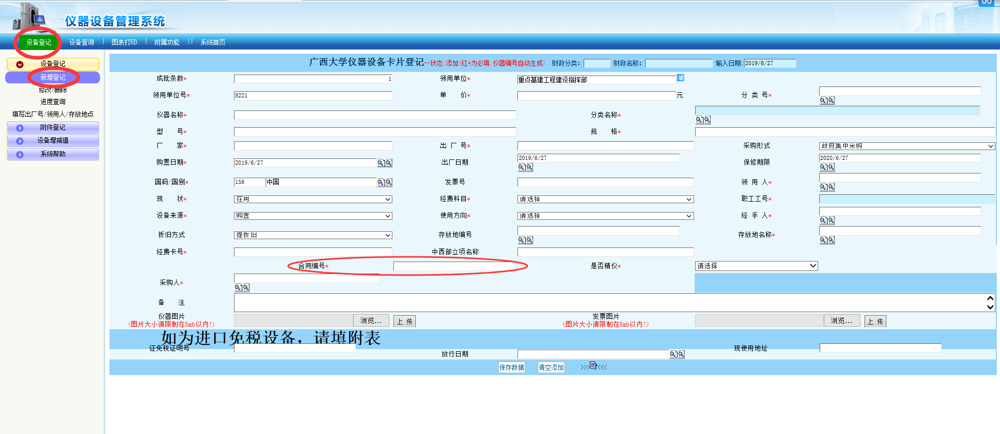 仪器设备管理系统
设备登记 设备查询 图表打印 附属功能 系统首页
设备登记
新增登记
修改/删除
进度查询
填写出厂号/领用人/存放地点
附件登记
设备增减值
系统帮助
广西大学仪器设备卡片登记--状态:添加(红*为必填,仪器编号自动生成) 财政分类: 财政名称: 输入日期:2019/6/27
成批条数* 1 领用单位* 重点基建工程建设指挥部
领用单位号* 8221 单 价* 元 分 类 号*
仪器名称* 分类名称*
型 号* 规 格*
厂 家* 出 厂 号* 采购形式 政府集中采购
购置日期* 2019/6/27 出厂日期 2019/6/27 保修期限 2020/6/27
国码/国别* 156 中国 发票号 领 用 人*
现 状* 在用 经费科目* 请选择 职工工号*
设备来源* 购置 使用方向* 请选择 经 手 人*
折旧方式 提折旧 存放地编号 存放地名称*
经费卡号* 中西部立项名称
合同编号* 是否精仪* 请选择
采购人*
备 注
仪器图片 浏览... 上 传 发票图片 浏览... 上 传
(图片大小请限制在5mb以内!) (图片大小请限制在5mb以内!)
如为进口免税设备，请填附表
征免税证明号 放行日期 现使用地址
保存数据 清空添加 >>> <<<